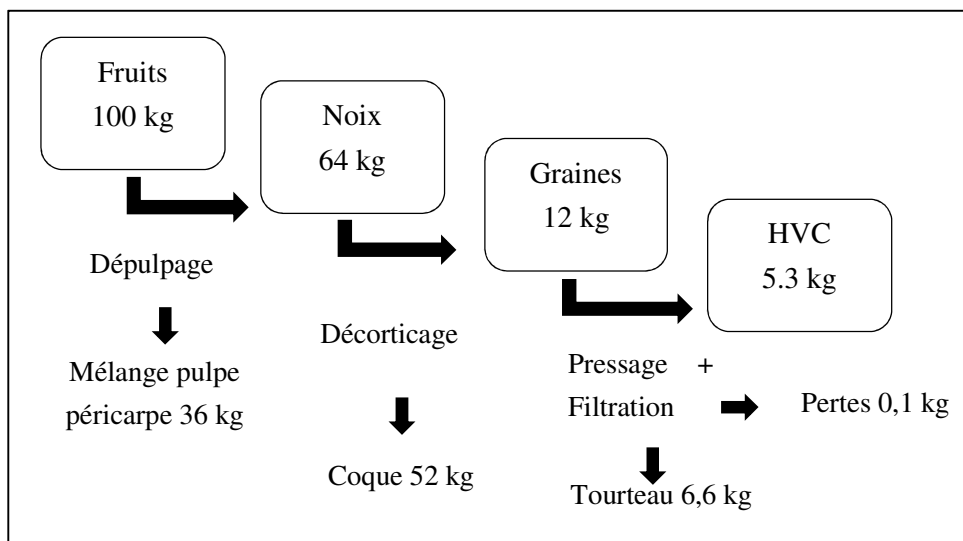 Fruits
100 kg
Noix
64 kg
Graines
12 kg
HVC
5.3 kg
Dépulpage
Mélange pulpe
péricarpe 36 kg
Décorticage
Coque 52 kg
Pressage +
Filtration
Pertes 0,1 kg
Tourteau 6,6 kg